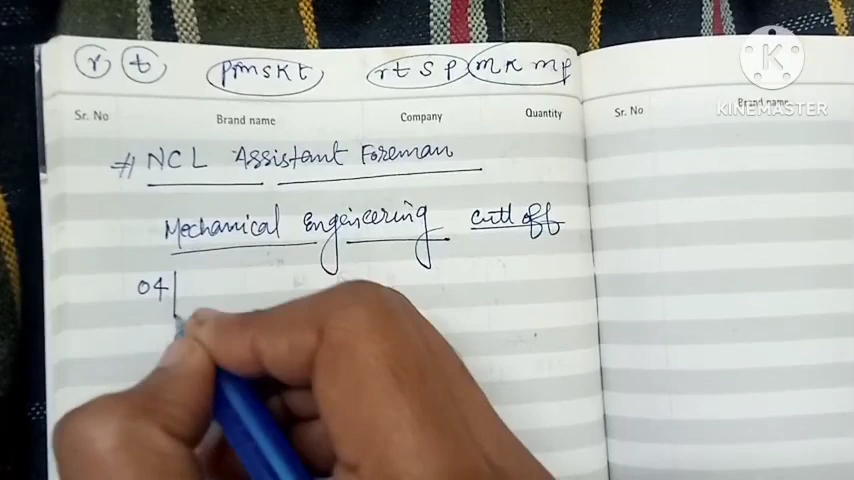 r t pmskt rtsp mkmp
K
KINEMASTER
Sr. No Brand name Company Quantity
Sr. No Brand name
# NCL Assistant Foreman
Mechanical Engineering Cutt off
04